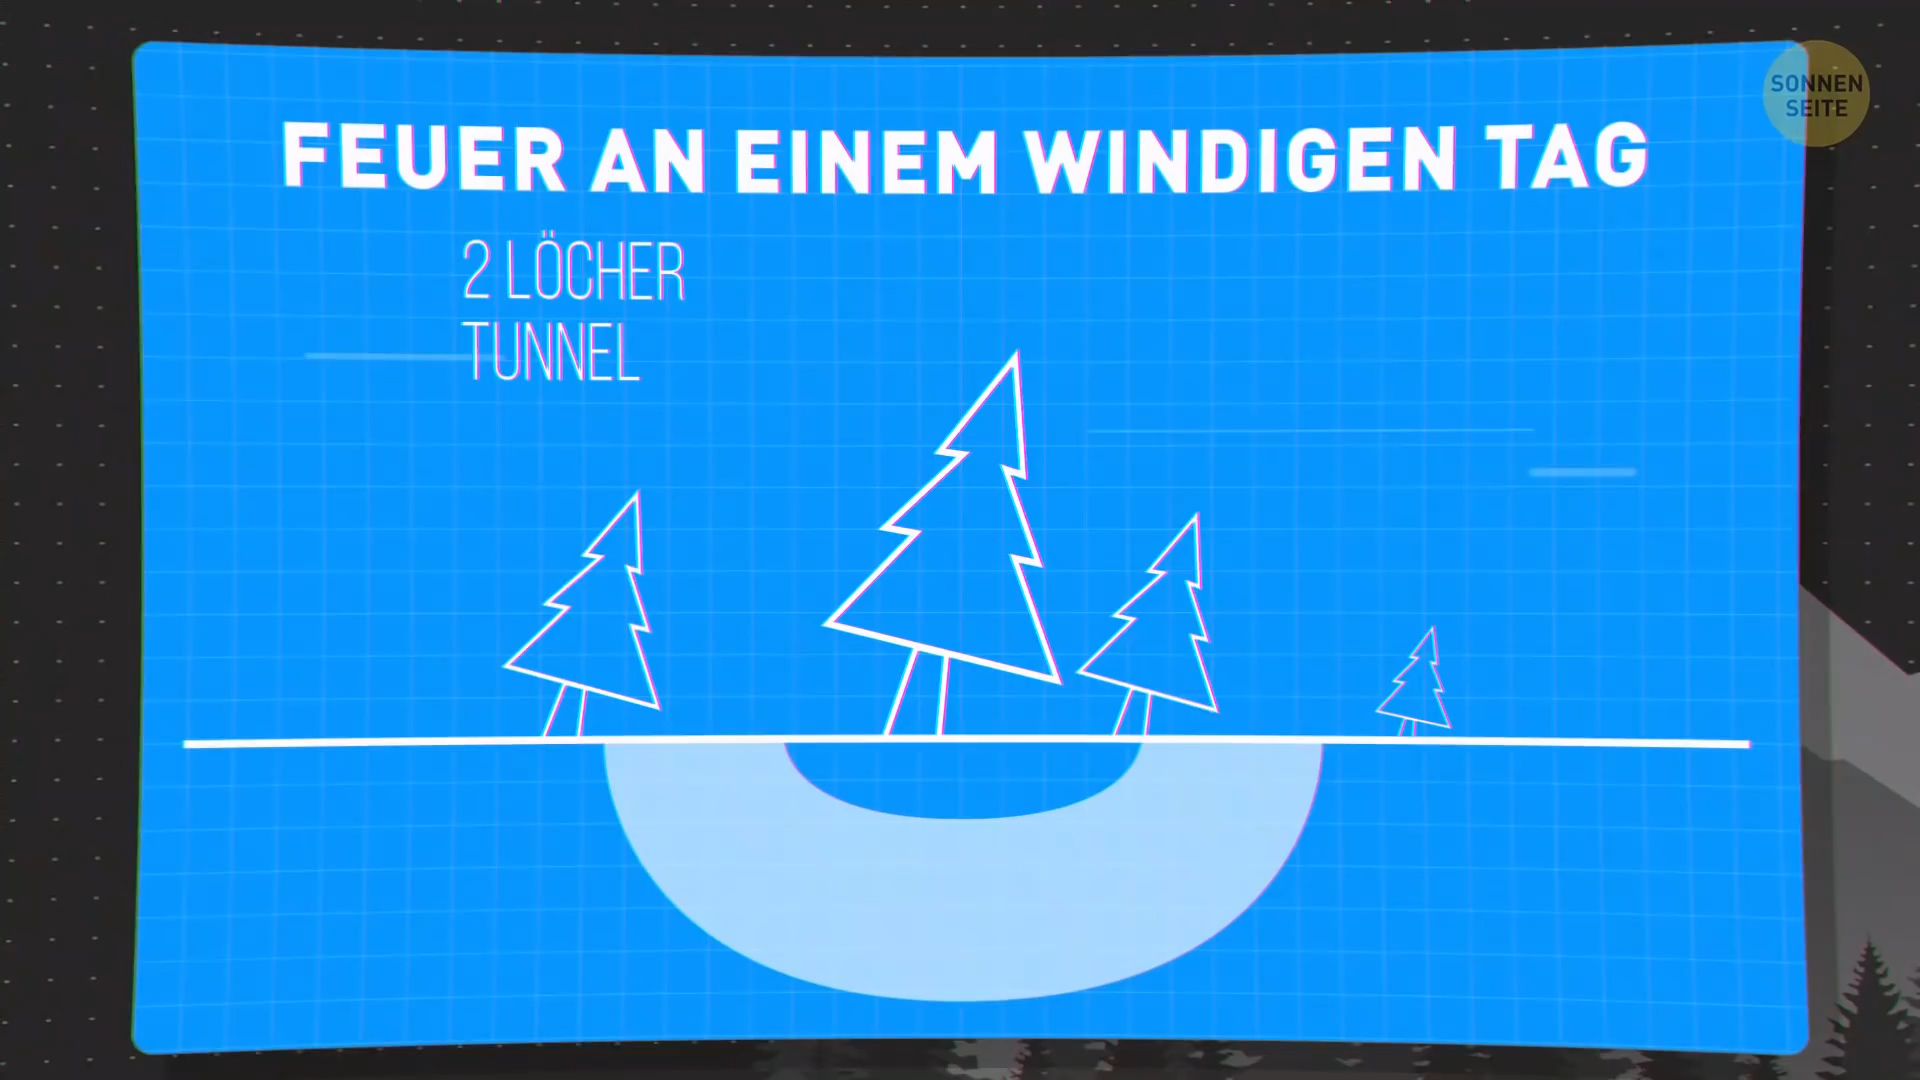 FEUER AN EINEM WINDIGEN TAG
2 LÖCHER
TUNNEL
SONNEN
SEITE